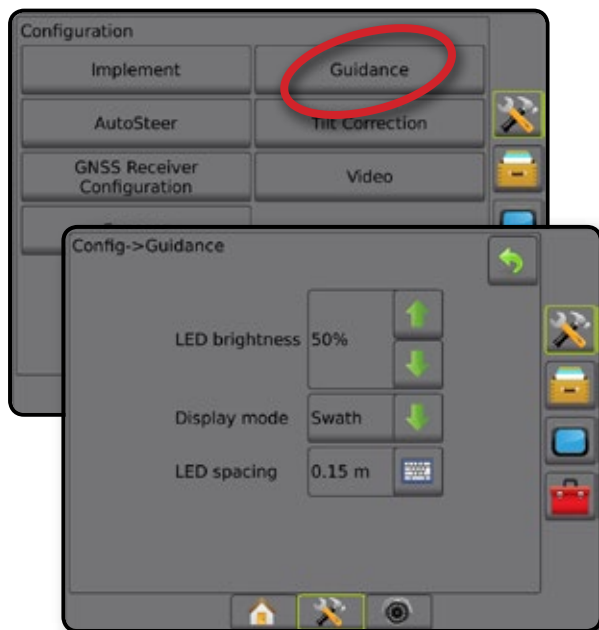 Configuration
Implement
Guidance
AutoSteer
Tilt Correction
GNSS Receiver
Configuration
Video
Config->Guidance
LED brightness
50%
Display mode
Swath
LED spacing
0.15 m